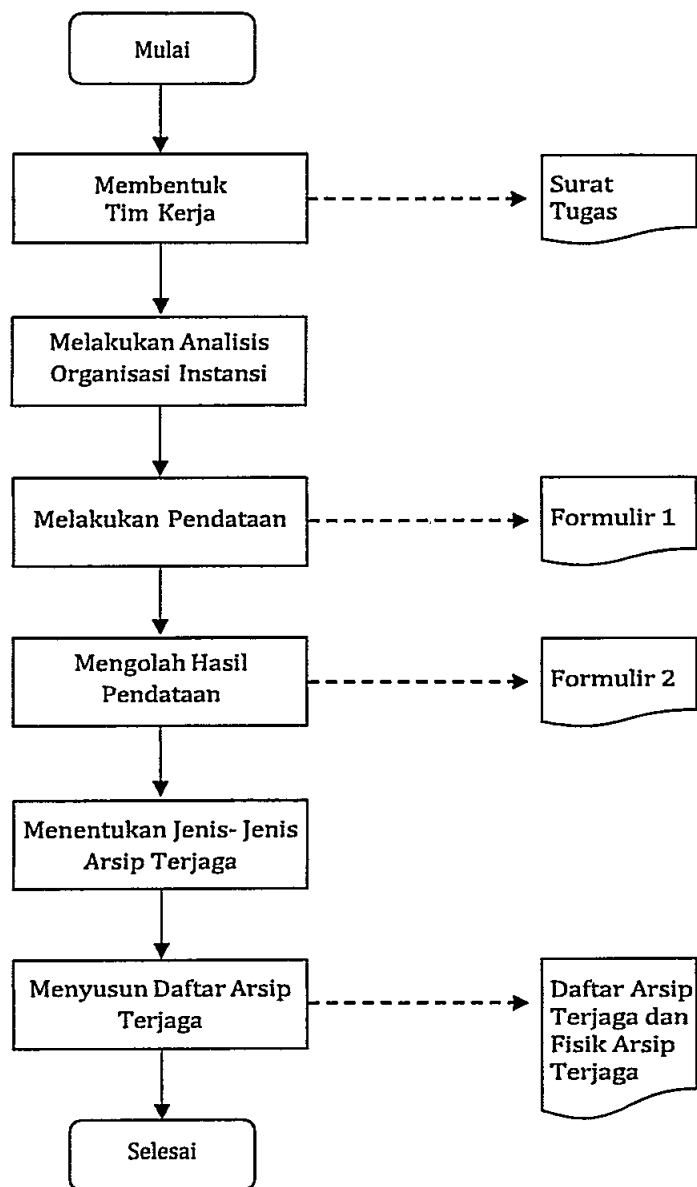 Mulai
Membentuk
Tim Kerja
Surat
Tugas
Melakukan Analisis
Organisasi Instansi
Melakukan Pendataan
Formulir 1
Mengolah Hasil
Pendataan
Formulir 2
Menentukan Jenis- Jenis
Arsip Terjaga
Menyusun Daftar Arsip
Terjaga
Daftar Arsip
Terjaga dan
Fisik Arsip
Terjaga
Selesai